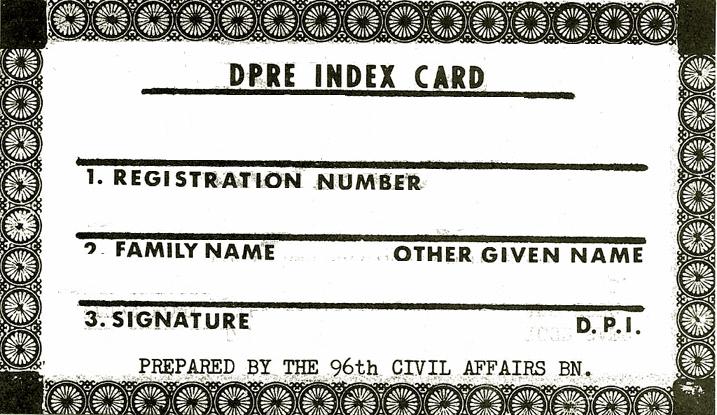 DPRE INDEX CARD
1. REGISTRATION NUMBER
2. FAMILY NAME OTHER GIVEN NAME
3. SIGNATURE D.P.I.
PREPARED BY THE 96th CIVIL AFFAIRS BN.